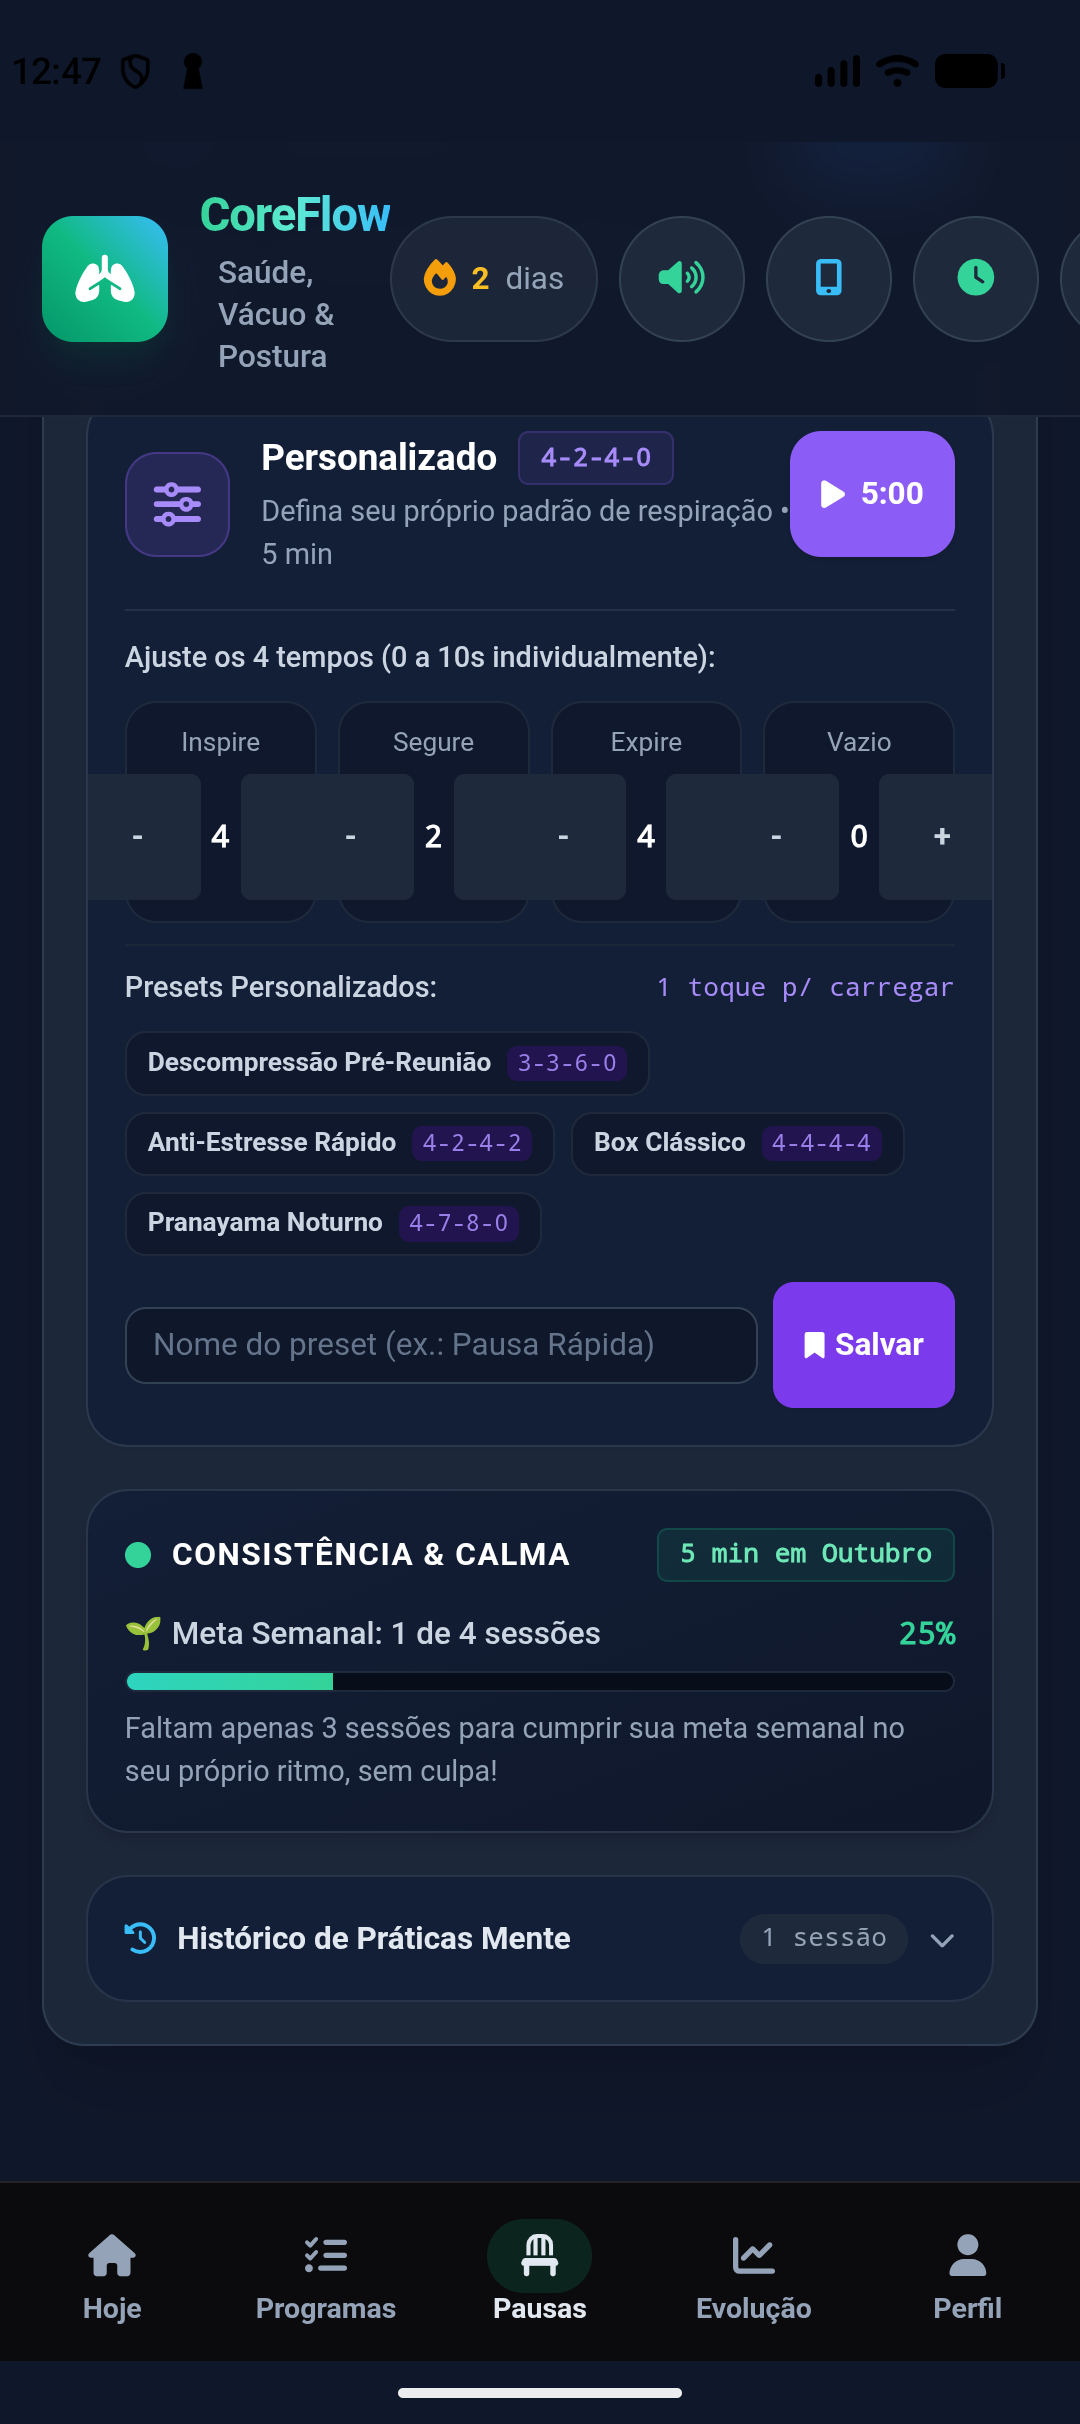 12:47
CoreFlow
Saúde,
Vácuo &
Postura
2 dias
Personalizado 4-2-4-0
Defina seu próprio padrão de respiração •
5 min
5:00
Ajuste os 4 tempos (0 a 10s individualmente):
Inspire Segure Expire Vazio
- 4 - 2 - 4 - 0 +
Presets Personalizados: 1 toque p/ carregar
Descompressão Pré-Reunião 3-3-6-0
Anti-Estresse Rápido 4-2-4-2 Box Clássico 4-4-4-4
Pranayama Noturno 4-7-8-0
Nome do preset (ex.: Pausa Rápida) Salvar
CONSISTÊNCIA & CALMA 5 min em Outubro
Meta Semanal: 1 de 4 sessões 25%
Faltam apenas 3 sessões para cumprir sua meta semanal no
seu próprio ritmo, sem culpa!
Histórico de Práticas Mente 1 sessão
Hoje Programas Pausas Evolução Perfil